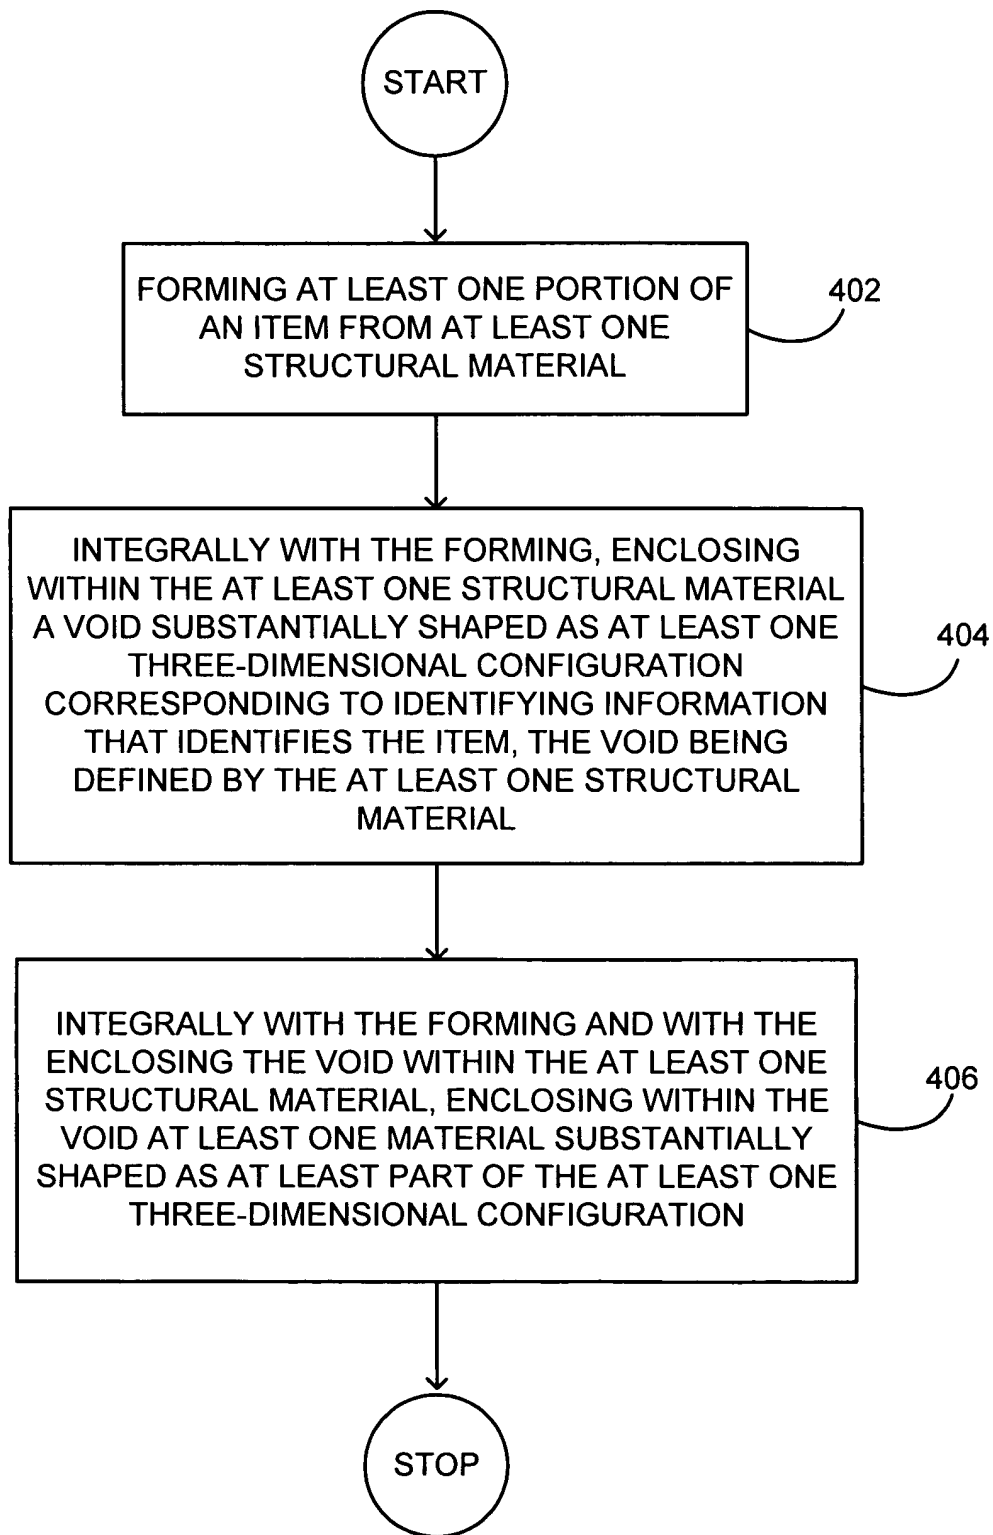 START
FORMING AT LEAST ONE PORTION OF
AN ITEM FROM AT LEAST ONE
STRUCTURAL MATERIAL
402
INTEGRALLY WITH THE FORMING, ENCLOSING
WITHIN THE AT LEAST ONE STRUCTURAL MATERIAL
A VOID SUBSTANTIALLY SHAPED AS AT LEAST ONE
THREE-DIMENSIONAL CONFIGURATION
CORRESPONDING TO IDENTIFYING INFORMATION
THAT IDENTIFIES THE ITEM, THE VOID BEING
DEFINED BY THE AT LEAST ONE STRUCTURAL
MATERIAL
404
INTEGRALLY WITH THE FORMING AND WITH THE
ENCLOSING THE VOID WITHIN THE AT LEAST ONE
STRUCTURAL MATERIAL, ENCLOSING WITHIN THE
VOID AT LEAST ONE MATERIAL SUBSTANTIALLY
SHAPED AS AT LEAST PART OF THE AT LEAST ONE
THREE-DIMENSIONAL CONFIGURATION
406
STOP